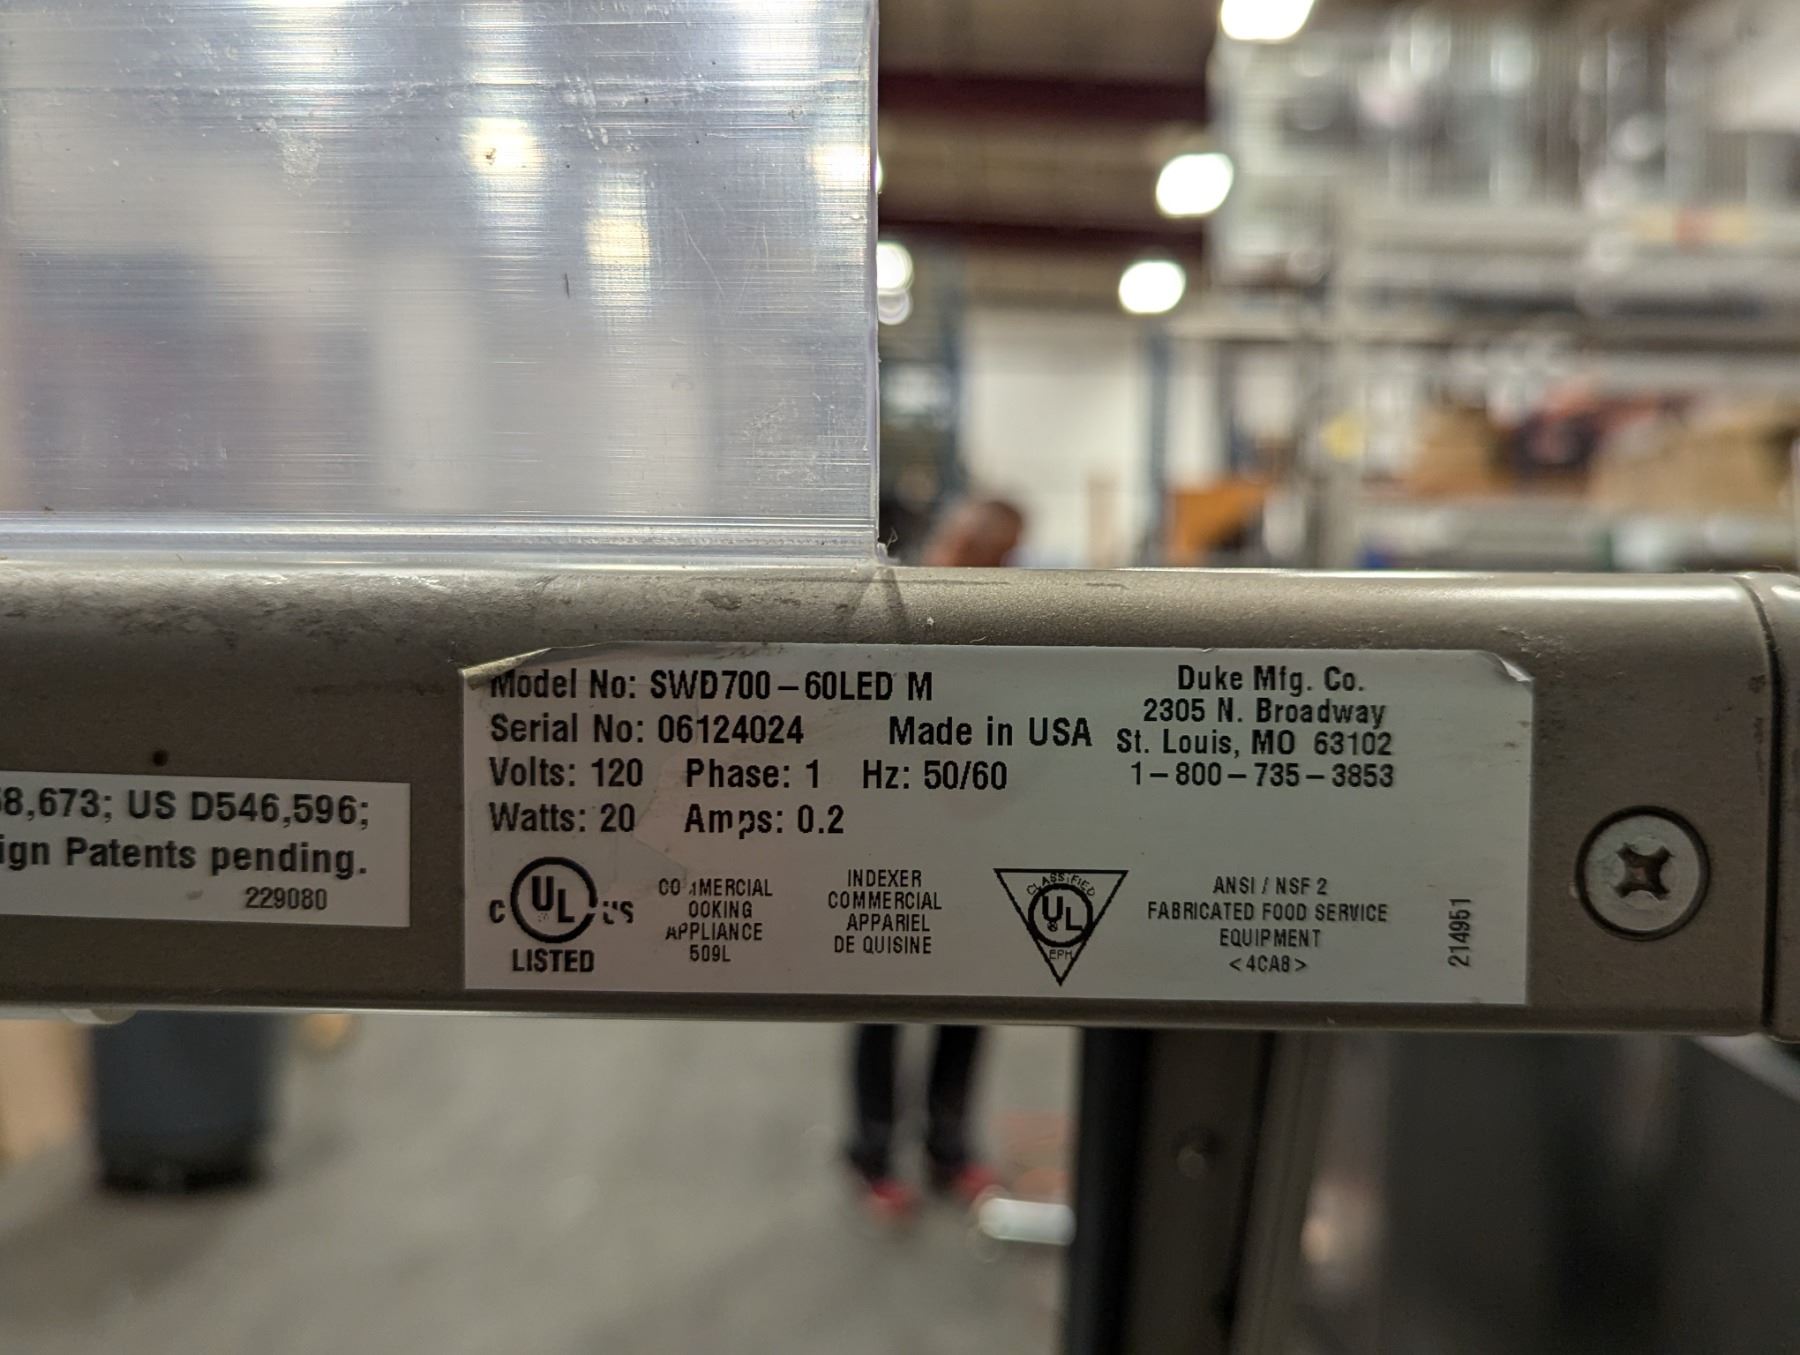 Model No: SWD700-60LED M
Serial No: 06124024 Made in USA
Volts: 120 Phase: 1 Hz: 50/60
Watts: 20 Amps: 0.2
Duke Mfg. Co.
2305 N. Broadway
St. Louis, MO 63102
1-800-735-3853
8,673; US D546,596;
ign Patents pending.
229080
C UL US
LISTED
CO MERCIAL
OOKING
APPLIANCE
509L
INDEXER
COMMERCIAL
APPARIEL
DE QUISINE
CLASSIFIED
UL
EPH
ANSI / NSF 2
FABRICATED FOOD SERVICE
EQUIPMENT
<4CA8>
214951